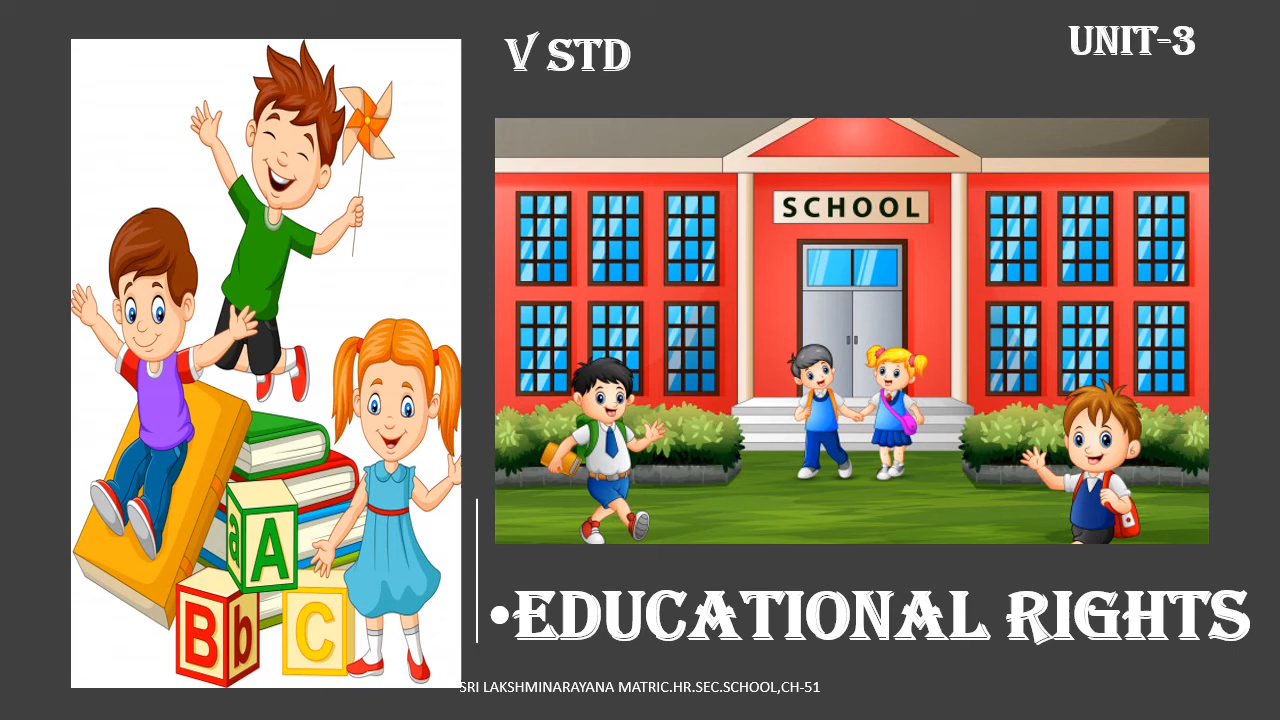 V STD
UNIT-3
SCHOOL
a A
B b C
•EDUCATIONAL RIGHTS
SRI LAKSHMINARAYANA MATRIC.HR.SEC.SCHOOL,CH-51